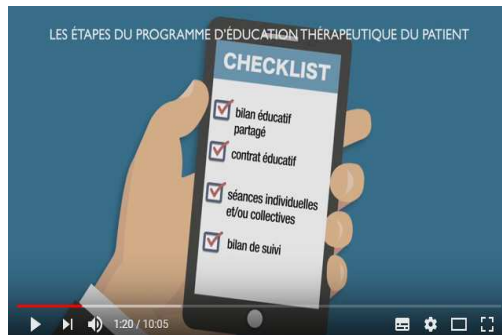 LES ÉTAPES DU PROGRAMME D'ÉDUCATION THÉRAPEUTIQUE DU PATIENT
CHECKLIST
bilan éducatif
partagé
contrat éducatif
séances individuelles
et/ou collectives
bilan de suivi
1:20 / 10:05